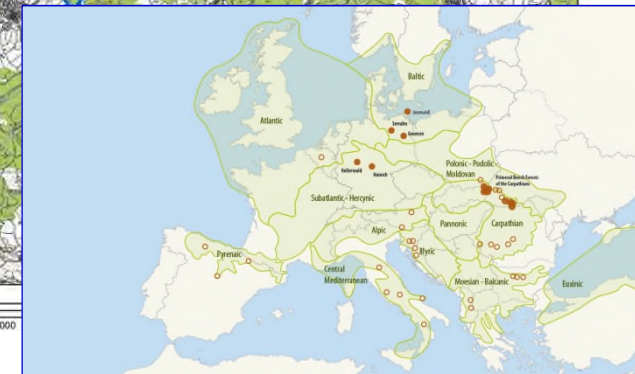 Baltic
Atlantic
Jasmund
Serrahn
Grumsin
Kellerwald
Hainich
Polonic - Podolic -
Moldovan
Primeval Beech Forests
of the Carpathians
Subatlantic - Hercynic
Alpic
Pannonic
Carpathian
Illyric
Pyrenaic
Central
Mediterranean
Moesian - Balcanic
Euxinic
000